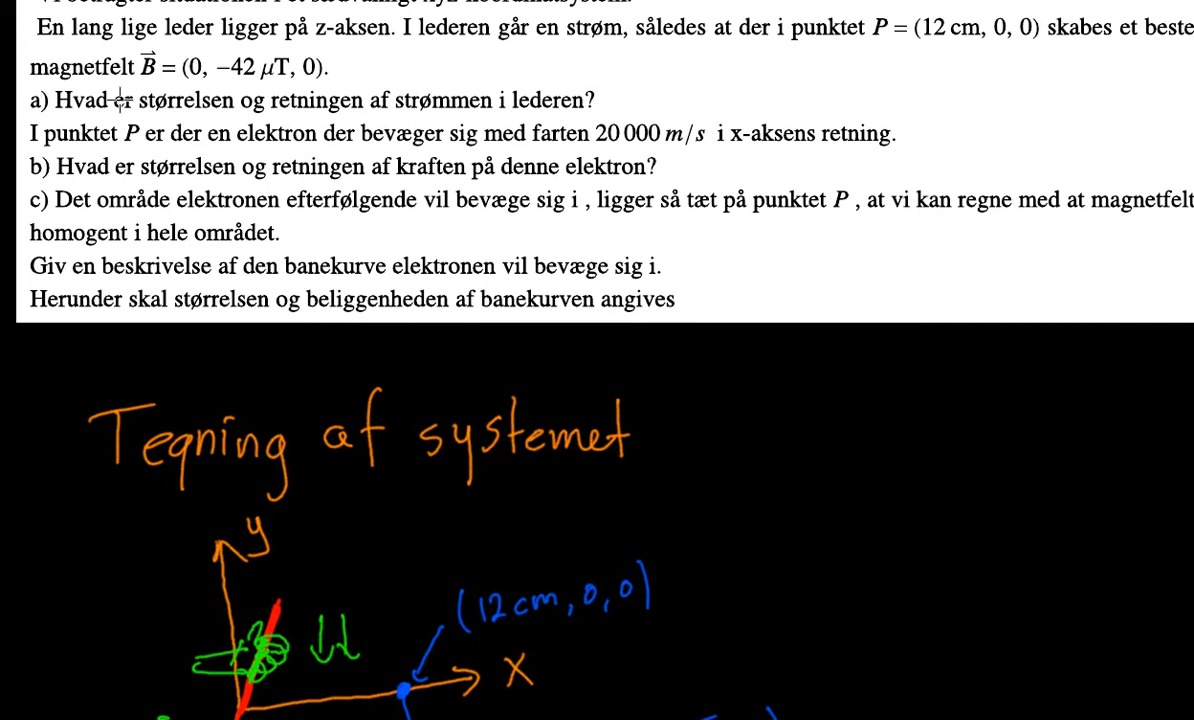 En lang lige leder ligger på z-aksen. I lederen går en strøm, således at der i punktet P = (12 cm, 0, 0) skabes et beste
magnetfelt B⃗ = (0, −42 μT, 0).
a) Hvad er størrelsen og retningen af strømmen i lederen?
I punktet P er der en elektron der bevæger sig med farten 20 000 m/s i x-aksens retning.
b) Hvad er størrelsen og retningen af kraften på denne elektron?
c) Det område elektronen efterfølgende vil bevæge sig i , ligger så tæt på punktet P , at vi kan regne med at magnetfelt
homogent i hele området.
Giv en beskrivelse af den banekurve elektronen vil bevæge sig i.
Herunder skal størrelsen og beliggenheden af banekurven angives
Tegning af systemet
y
(12 cm, 0, 0)
x